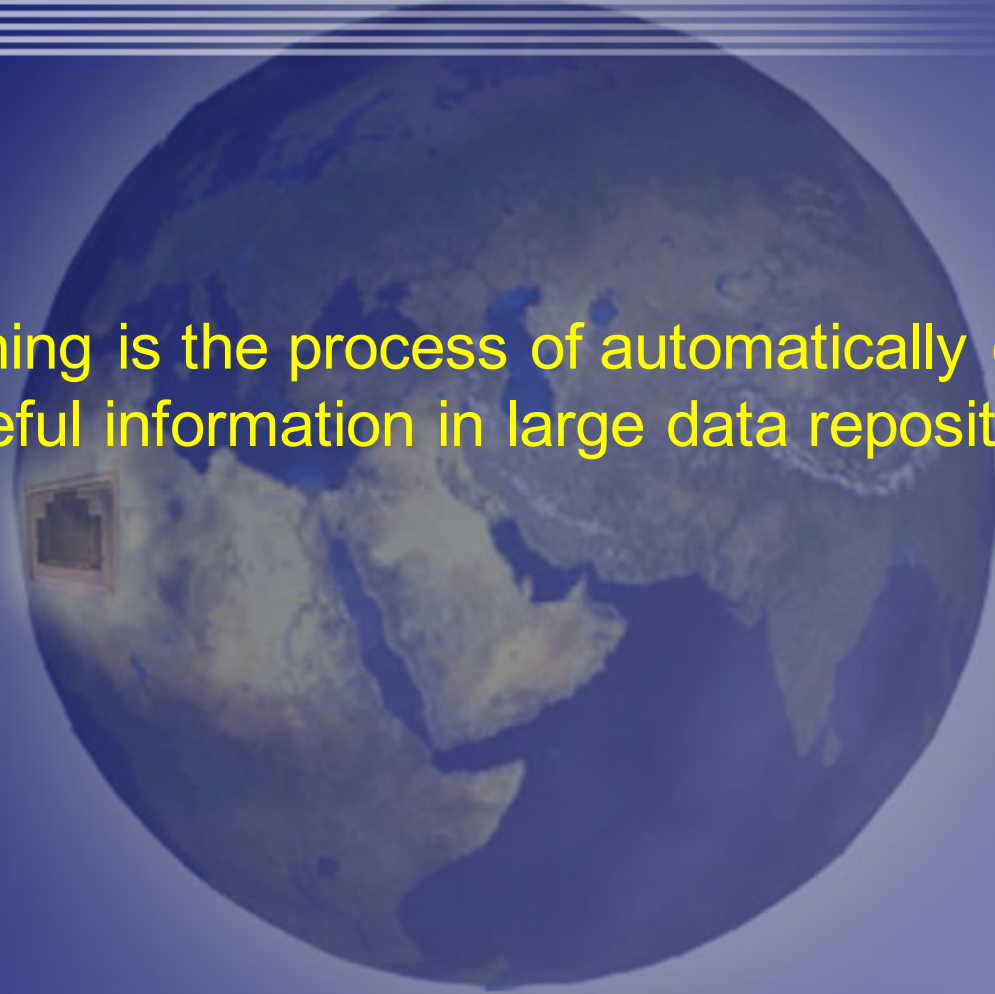 ning is the process of automatically
eful information in large data reposit